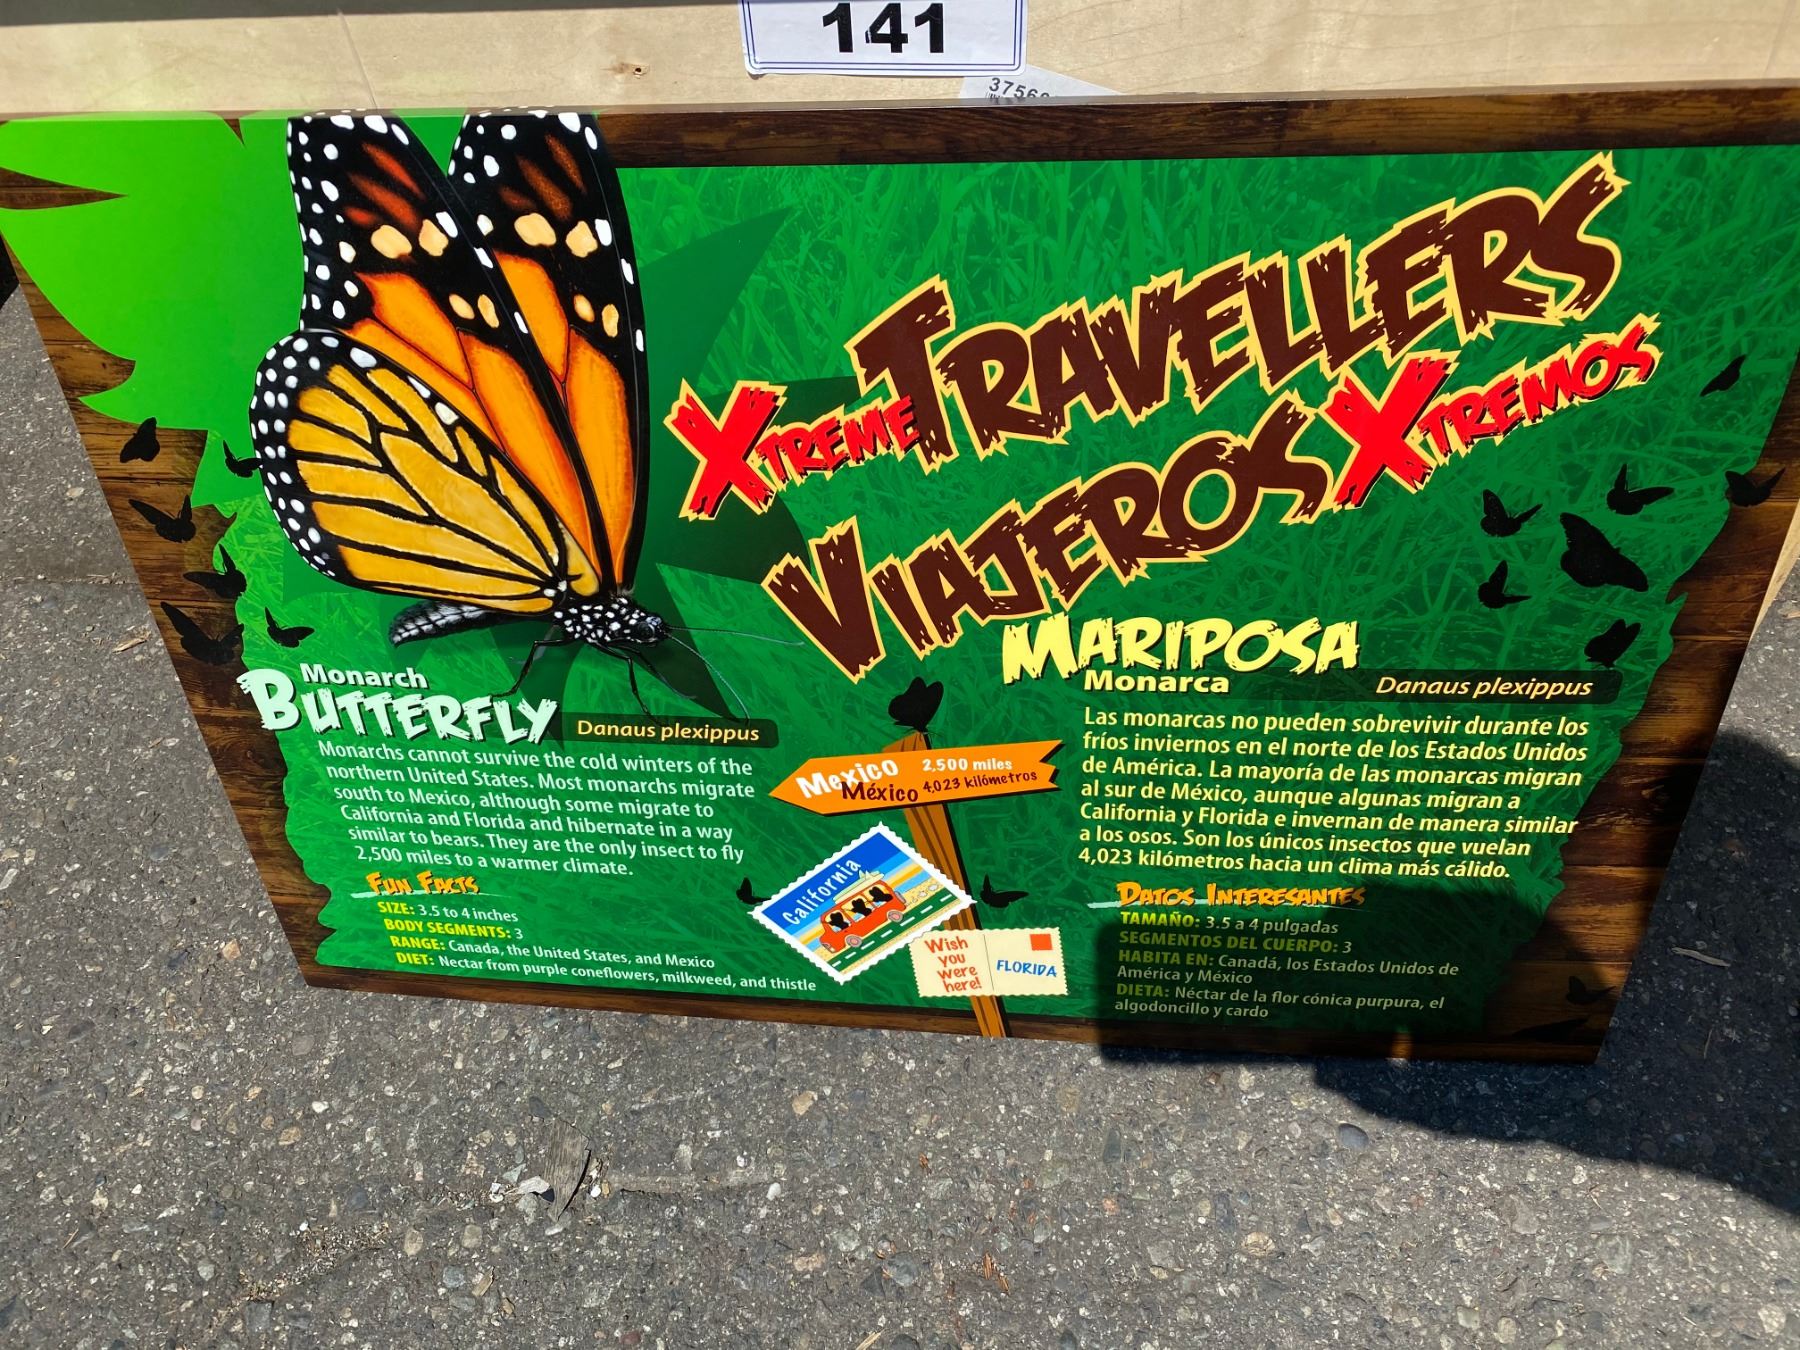 141
Xtreme Travellers
Viajeros Xtremos
Monarch
Butterfly
Danaus plexippus
Monarchs cannot survive the cold winters of the
northern United States. Most monarchs migrate
south to Mexico, although some migrate to
California and Florida and hibernate in a way
similar to bears. They are the only insect to fly
2,500 miles to a warmer climate.
Fun Facts
SIZE: 3.5 to 4 inches
BODY SEGMENTS: 3
RANGE: Canada, the United States, and Mexico
DIET: Nectar from purple coneflowers, milkweed, and thistle
Mexico 2,500 miles
México 4,023 kilómetros
California
Wish
you
were
here!
FLORIDA
Mariposa
Monarca
Danaus plexippus
Las monarcas no pueden sobrevivir durante los
fríos inviernos en el norte de los Estados Unidos
de América. La mayoría de las monarcas migran
al sur de México, aunque algunas migran a
California y Florida e invernan de manera similar
a los osos. Son los únicos insectos que vuelan
4,023 kilómetros hacia un clima más cálido.
Datos Interesantes
TAMAÑO: 3.5 a 4 pulgadas
SEGMENTOS DEL CUERPO: 3
HABITA EN: Canadá, los Estados Unidos de
América y México
DIETA: Néctar de la flor cónica purpura, el
algodoncillo y cardo